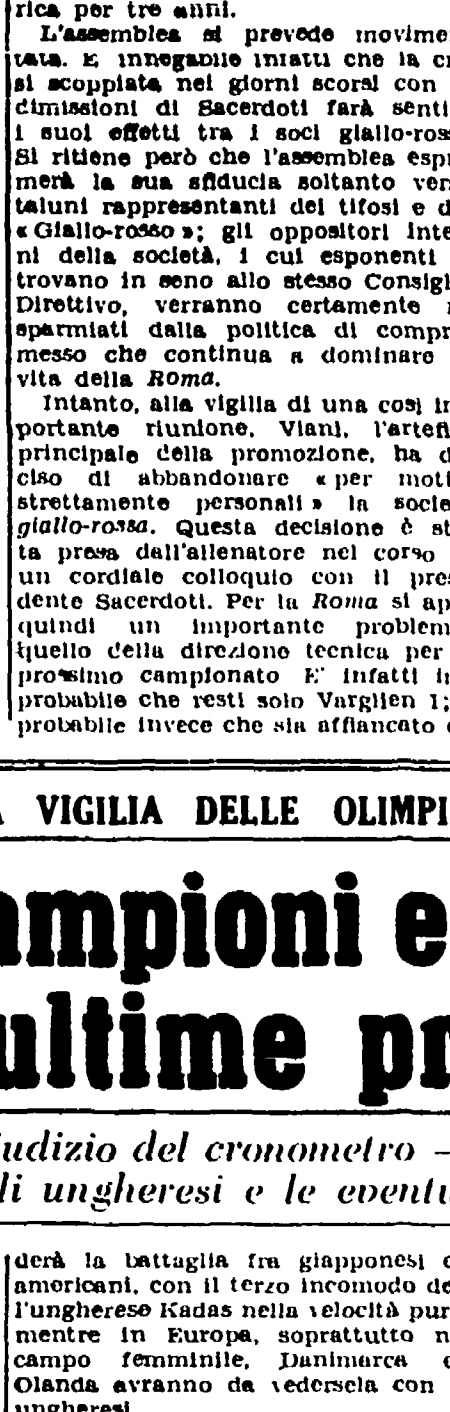 rica per tre anni.
L'assemblea si prevede movime
tata. E innegabile infatti che la cr
si scoppiata nei giorni scorsi con
dimissioni di Sacerdoti farà senti
i suoi effetti tra i soci giallo-ross
Si ritiene però che l'assemblea espr
merà la sua sfiducia soltanto ver
taluni rappresentanti dei tifosi e d
« Giallo-rosso »; gli oppositori inte
ni della società, i cui esponenti
trovano in seno allo stesso Consigl
Direttivo, verranno certamente
sparmiati dalla politica di compr
messo che continua a dominare
vita della Roma.
Intanto, alla vigilia di una così im
portante riunione, Viani, l'artefi
principale della promozione, ha d
ciso di abbandonare « per moti
strettamente personali » la socie
giallo-rossa. Questa decisione è st
ta presa dall'allenatore nel corso
un cordiale colloquio con il pres
dente Sacerdoti. Per la Roma si ap
quindi un importante problem
quello della direzione tecnica per
prossimo campionato E' infatti im
probabile che resti solo Varglien 1;
probabile invece che sia affiancato
A VIGILIA DELLE OLIMPI
ampioni e
ultime pr
iudizio del cronometro —
li ungheresi e le eventu
derà la battaglia fra giapponesi e
americani, con il terzo incomodo de
l'ungherese Kadas nella velocità pur
mentre in Europa, soprattutto n
campo femminile, Danimarca e
Olanda avranno da vedersela con
ungheresi